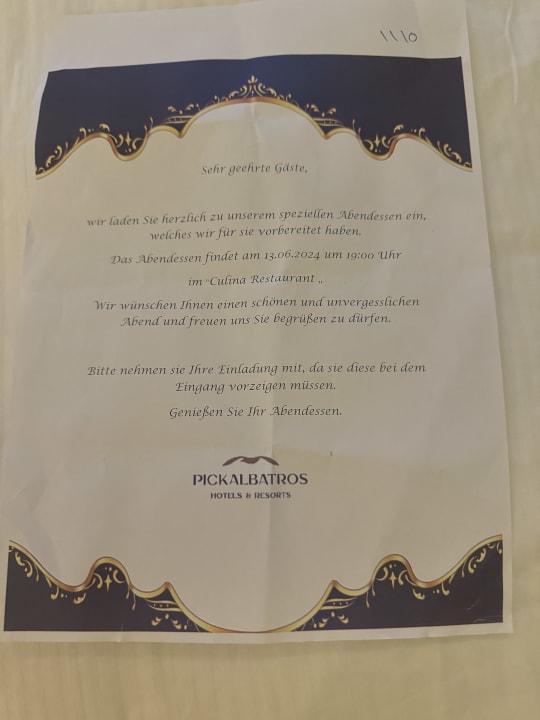 1110
Sehr geehrte Gäste,
wir laden Sie herzlich zu unserem speziellen Abendessen ein,
welches wir für sie vorbereitet haben.
Das Abendessen findet am 13.06.2024 um 19:00 Uhr
im "Culina Restaurant „
Wir wünschen Ihnen einen schönen und unvergesslichen
Abend und freuen uns Sie begrüßen zu dürfen.
Bitte nehmen sie Ihre Einladung mit, da sie diese bei dem
Eingang vorzeigen müssen.
Genießen Sie Ihr Abendessen.
PICKALBATROS
HOTELS & RESORTS